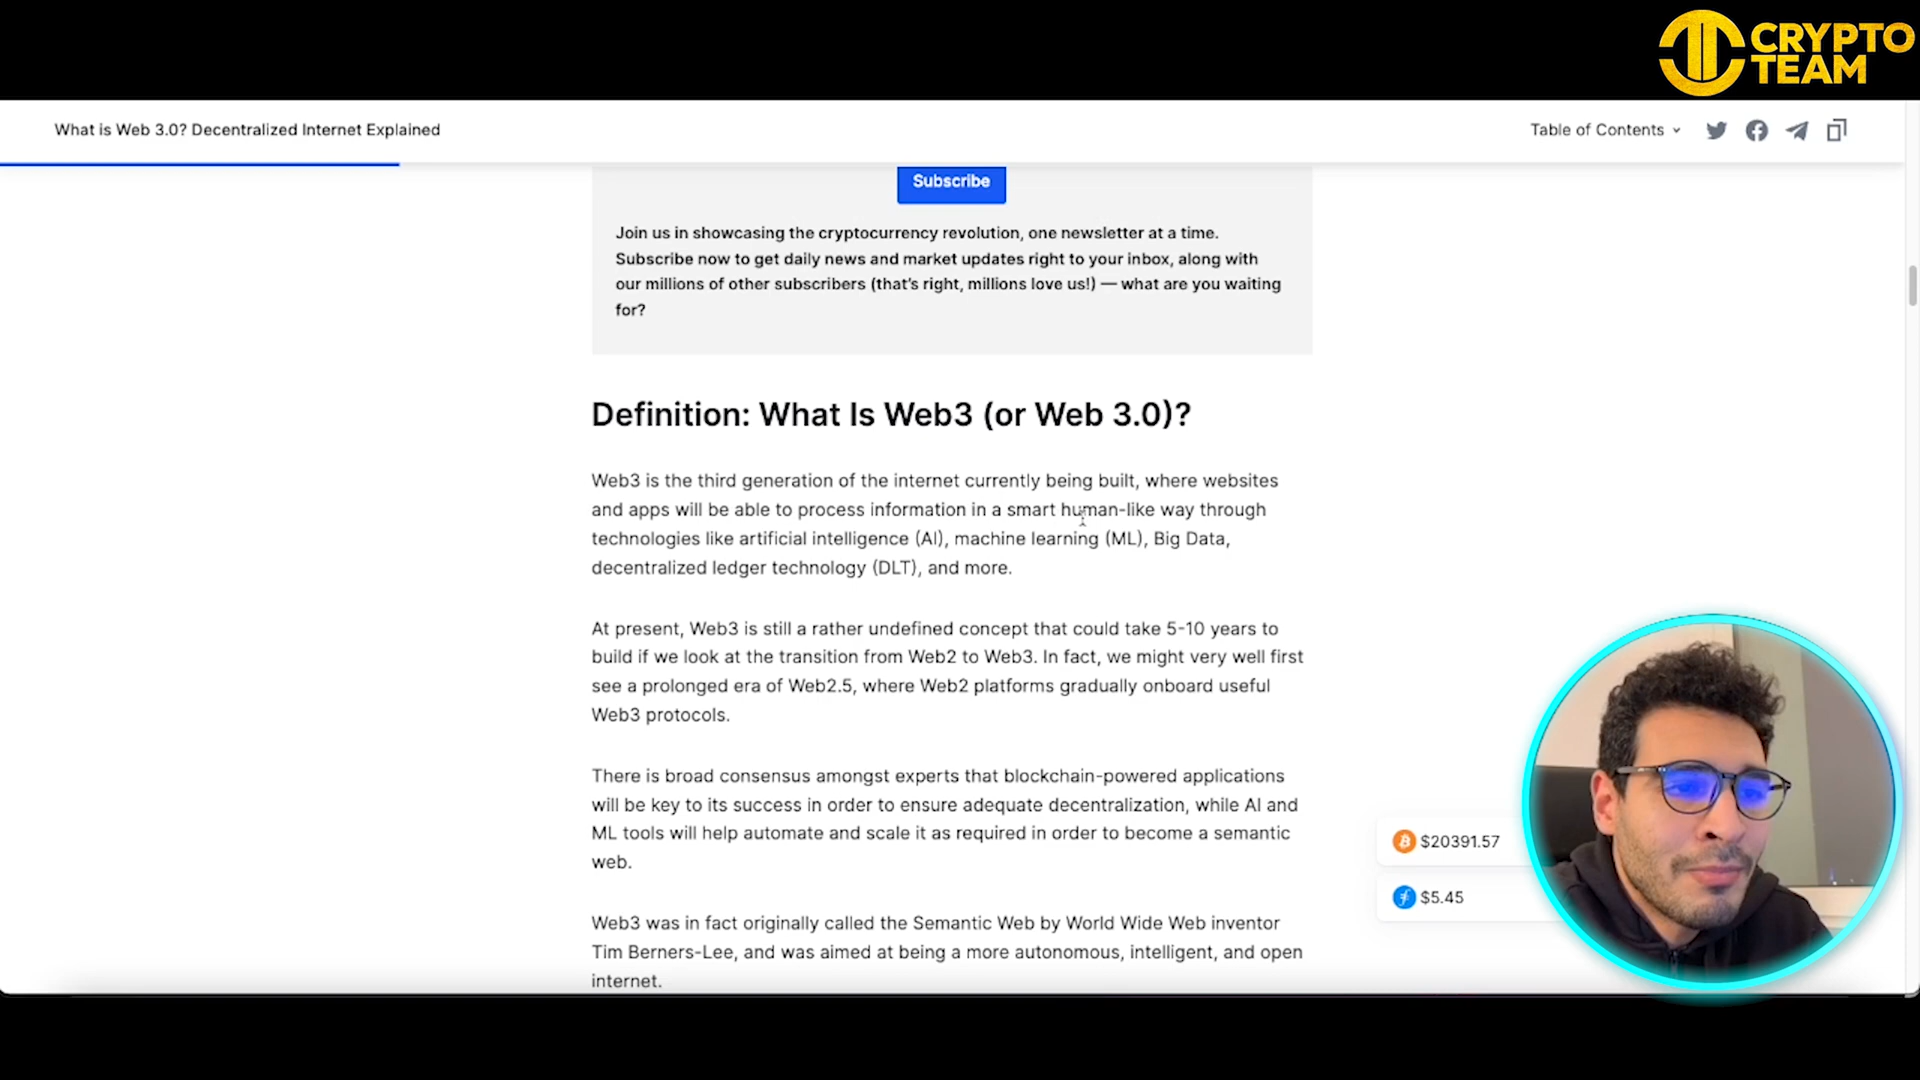 CRYPTO
TEAM
What is Web 3.0? Decentralized Internet Explained
Table of Contents
Subscribe
Join us in showcasing the cryptocurrency revolution, one newsletter at a time.
Subscribe now to get daily news and market updates right to your inbox, along with
our millions of other subscribers (that's right, millions love us!) — what are you waiting
for?
Definition: What Is Web3 (or Web 3.0)?
Web3 is the third generation of the internet currently being built, where websites
and apps will be able to process information in a smart human-like way through
technologies like artificial intelligence (AI), machine learning (ML), Big Data,
decentralized ledger technology (DLT), and more.
At present, Web3 is still a rather undefined concept that could take 5-10 years to
build if we look at the transition from Web2 to Web3. In fact, we might very well first
see a prolonged era of Web2.5, where Web2 platforms gradually onboard useful
Web3 protocols.
There is broad consensus amongst experts that blockchain-powered applications
will be key to its success in order to ensure adequate decentralization, while AI and
ML tools will help automate and scale it as required in order to become a semantic
web.
$20391.57
$5.45
Web3 was in fact originally called the Semantic Web by World Wide Web inventor
Tim Berners-Lee, and was aimed at being a more autonomous, intelligent, and open
internet.